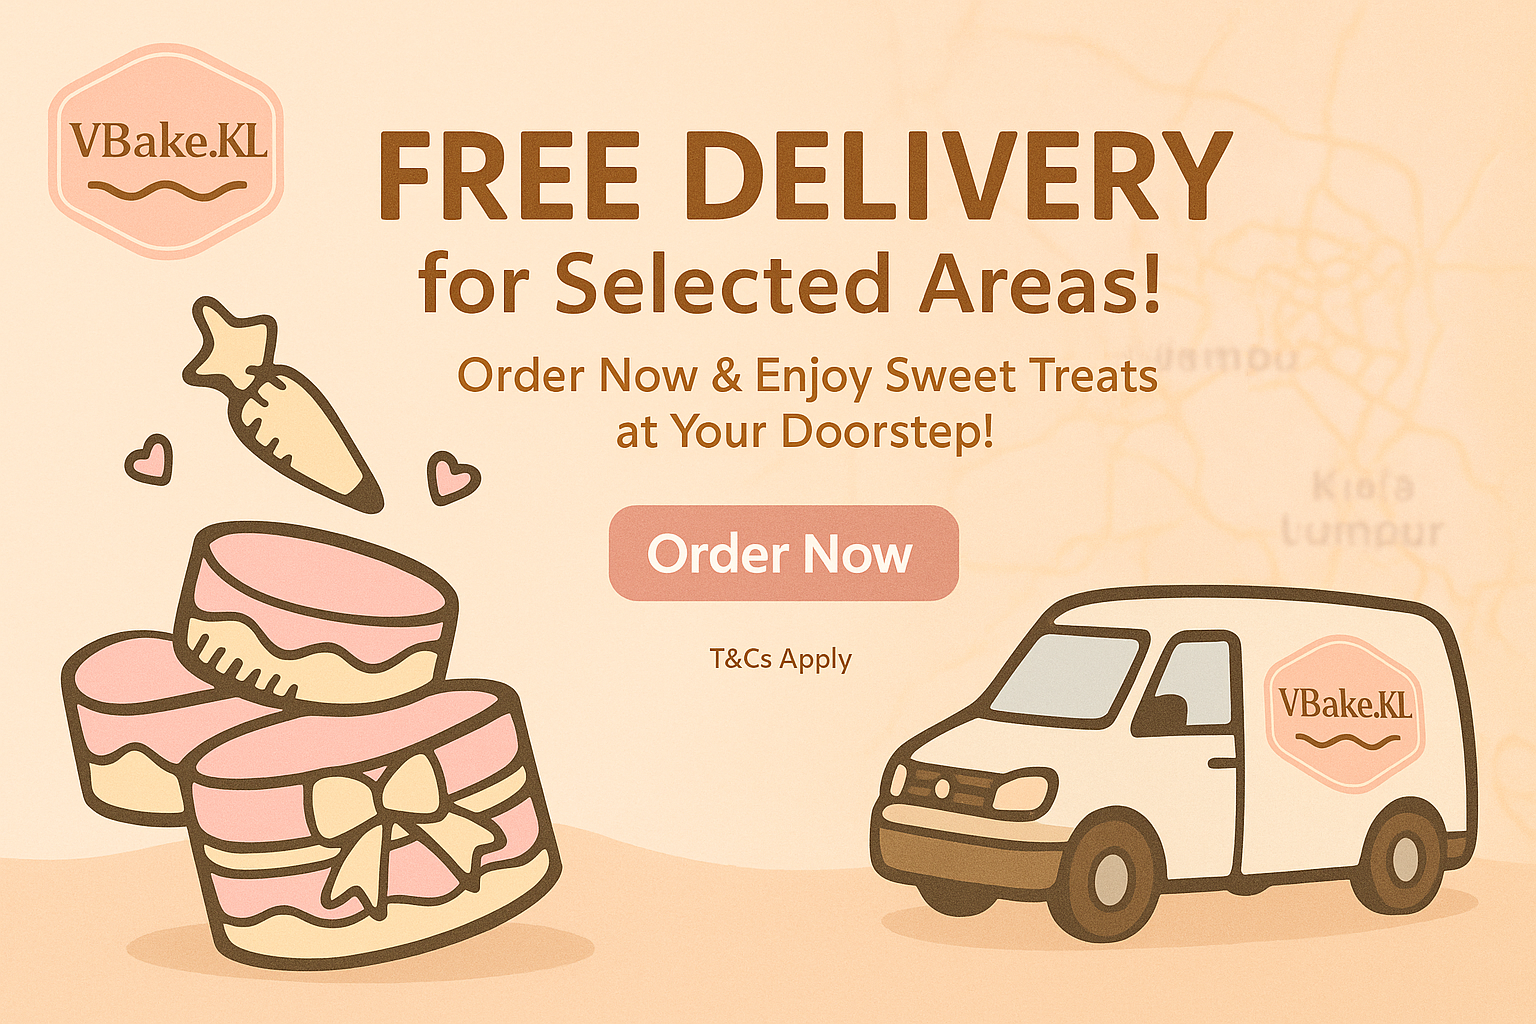 VBake.KL
FREE DELIVERY
for Selected Areas!
Order Now & Enjoy Sweet Treats
at Your Doorstep!
Order Now
T&Cs Apply
VBake.KL